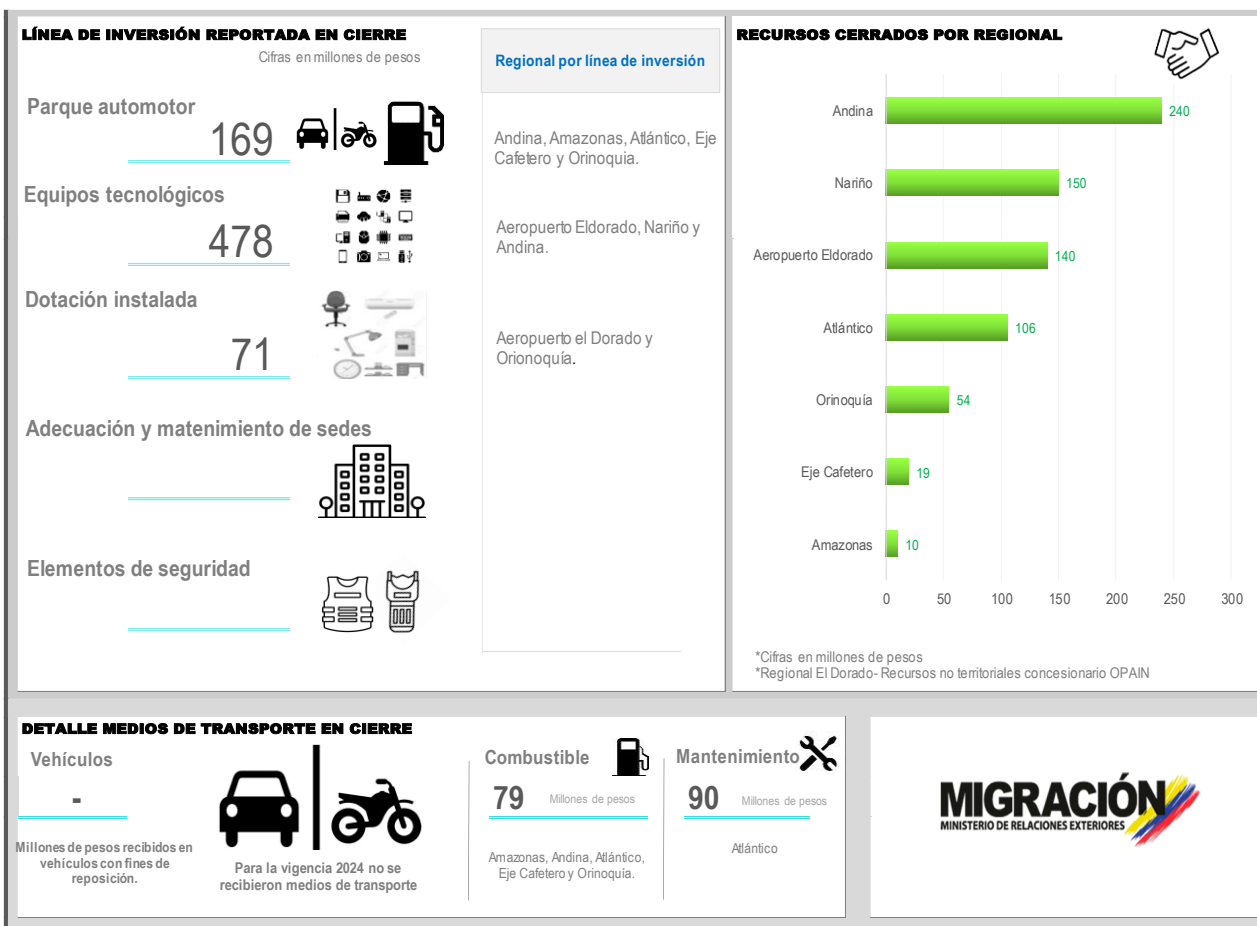 LÍNEA DE INVERSIÓN REPORTADA EN CIERRE
Cifras en millones de pesos
Regional por línea de inversión
Parque automotor
169
Andina, Amazonas, Atlántico, Eje
Cafetero y Orinoquia.
Equipos tecnológicos
478
Aeropuerto Eldorado, Nariño y
Andina.
Dotación instalada
71
Aeropuerto el Dorado y
Orionoquía.
Adecuación y matenimiento de sedes
Elementos de seguridad
RECURSOS CERRADOS POR REGIONAL
Andina
240
Nariño
150
Aeropuerto Eldorado
140
Atlántico
106
Orinoquía
54
Eje Cafetero
19
Amazonas
10
0 50 100 150 200 250 300
*Cifras en millones de pesos
*Regional El Dorado- Recursos no territoriales concesionario OPAIN
DETALLE MEDIOS DE TRANSPORTE EN CIERRE
Vehículos
-
Millones de pesos recibidos en
vehículos con fines de
reposición.
Para la vigencia 2024 no se
recibieron medios de transporte
Combustible
79 Millones de pesos
Amazonas, Andina, Atlántico,
Eje Cafetero y Orinoquía.
Mantenimiento
90 Millones de pesos
Atlántico
MIGRACIÓN
MINISTERIO DE RELACIONES EXTERIORES